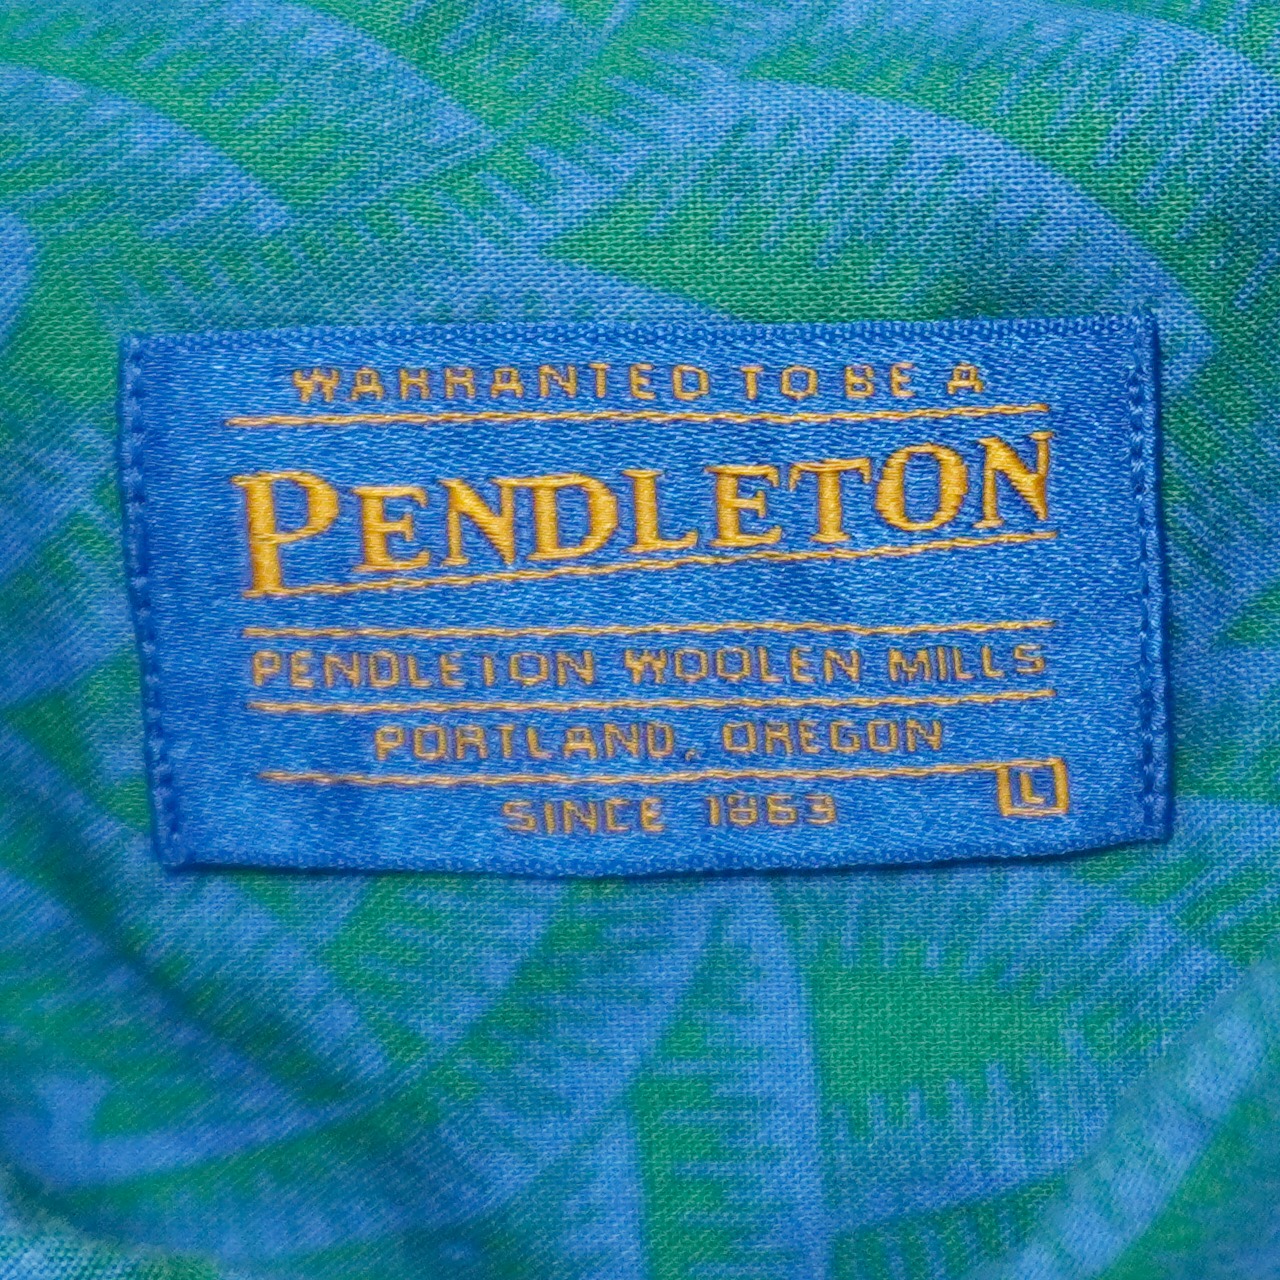 WARRANTED TO BE A
PENDLETON
PENDLETON WOOLEN MILLS
PORTLAND, OREGON
L
SINCE 1863